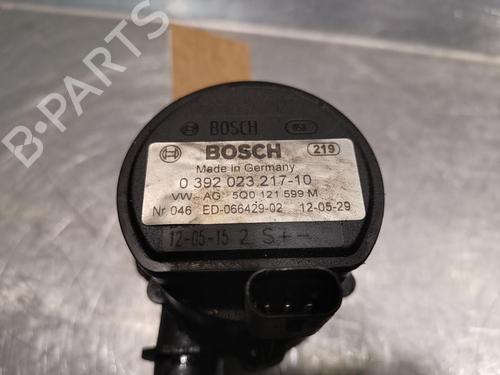 BOSCH 058
BOSCH 219
Made in Germany
0 392 023 217-10
VW AG 5Q0 121 599 M
Nr 046 ED-066429-02 12-05-29
12-05-15 2 S + -
B-PARTS